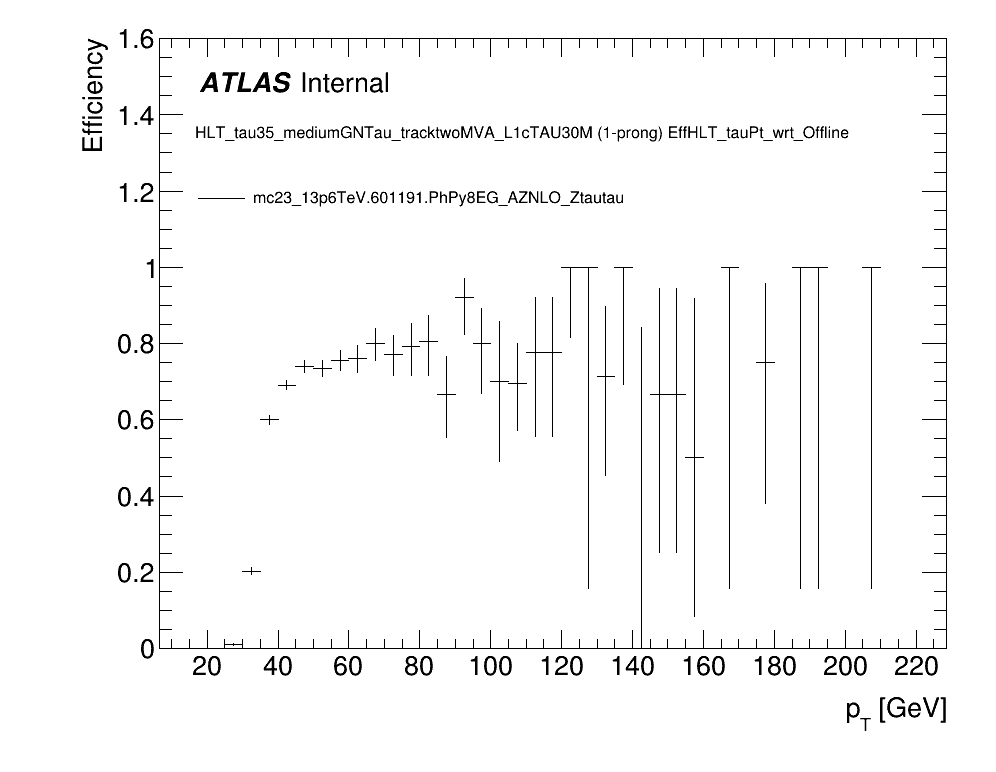 1.6
Efficiency
ATLAS Internal
1.4
HLT_tau35_mediumGNTau_tracktwoMVA_L1cTAU30M (1-prong) EffHLT_tauPt_wrt_Offline
1.2
mc23_13p6TeV.601191.PhPy8EG_AZNLO_Ztautau
1
0.8
0.6
0.4
0.2
0
20 40 60 80 100 120 140 160 180 200 220
p_T [GeV]